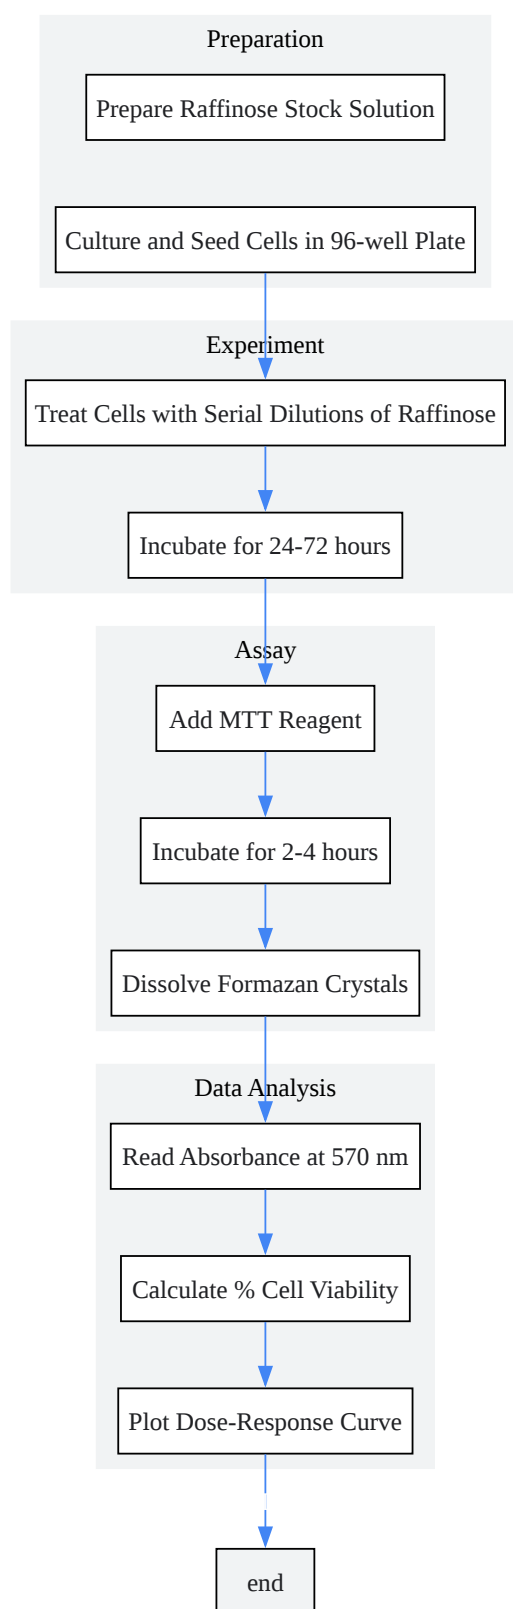 Preparation
Prepare Raffinose Stock Solution
Culture and Seed Cells in 96-well Plate
Experiment
Treat Cells with Serial Dilutions of Raffinose
Incubate for 24-72 hours
Assay
Add MTT Reagent
Incubate for 2-4 hours
Dissolve Formazan Crystals
Data Analysis
Read Absorbance at 570 nm
Calculate % Cell Viability
Plot Dose-Response Curve
end